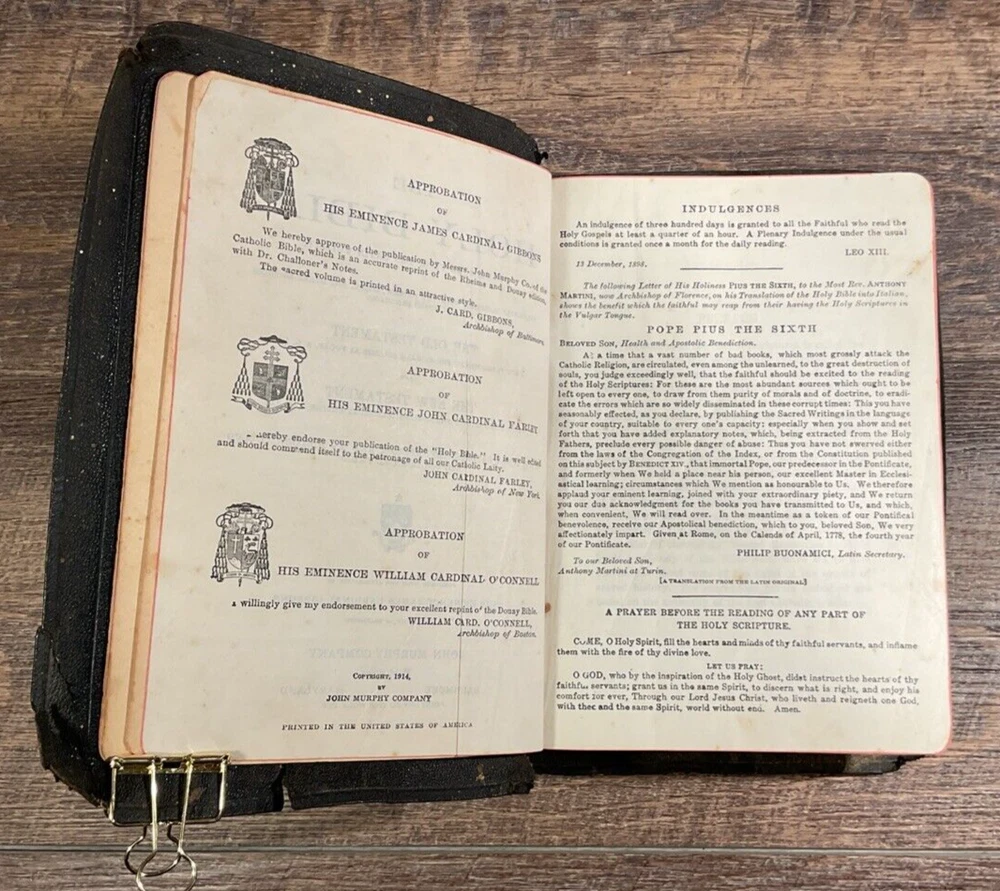 APPROBATION
OF
HIS EMINENCE JAMES CARDINAL GIBBONS
We hereby approve of the publication by Messrs. John Murphy Co. of the
Catholic Bible, which is an accurate reprint of the Rheims and Douay edition,
with Dr. Challoner's Notes.
The sacred volume is printed in an attractive style.
J. CARD. GIBBONS,
Archbishop of Baltimore.
APPROBATION
OF
HIS EMINENCE JOHN CARDINAL FARLEY
hereby endorse your publication of the "Holy Bible." It is well edited
and should commend itself to the patronage of all our Catholic Laity.
JOHN CARDINAL FARLEY,
Archbishop of New York.
APPROBATION
OF
HIS EMINENCE WILLIAM CARDINAL O'CONNELL
willingly give my endorsement to your excellent reprint of the Douay Bible.
WILLIAM CARD. O'CONNELL,
Archbishop of Boston.
COPYRIGHT, 1914,
BY
JOHN MURPHY COMPANY
PRINTED IN THE UNITED STATES OF AMERICA
INDULGENCES
An indulgence of three hundred days is granted to all the Faithful who read the
Holy Gospels at least a quarter of an hour. A Plenary Indulgence under the usual
conditions is granted once a month for the daily reading.
LEO XIII.
13 December, 1898.
The following Letter of His Holiness PIUS THE SIXTH, to the Most Rev. ANTHONY
MARTINI, now Archbishop of Florence, on his Translation of the Holy Bible into Italian,
shows the benefit which the faithful may reap from their having the Holy Scriptures in
the Vulgar Tongue.
POPE PIUS THE SIXTH
BELOVED SON, Health and Apostolic Benediction.
At a time that a vast number of bad books, which most grossly attack the
Catholic Religion, are circulated, even among the unlearned, to the great destruction of
souls, you judge exceedingly well, that the faithful should be excited to the reading
of the Holy Scriptures: For these are the most abundant sources which ought to be
left open to every one, to draw from them purity of morals and of doctrine, to eradi-
cate the errors which are so widely disseminated in these corrupt times: This you have
seasonably effected, as you declare, by publishing the Sacred Writings in the language
of your country, suitable to every one's capacity: especially when you show and set
forth that you have added explanatory notes, which, being extracted from the Holy
Fathers, preclude every possible danger of abuse: Thus you have not swerved either
from the laws of the Congregation of the Index, or from the Constitution published
on this subject by BENEDICT XIV., that immortal Pope, our predecessor in the Pontificate,
and formerly when We held a place near his person, our excellent Master in Ecclesi-
astical learning; circumstances which We mention as honourable to Us. We therefore
applaud your eminent learning, joined with your extraordinary piety, and We return
you our due acknowledgment for the books you have transmitted to Us, and which,
when convenient, We will read over. In the meantime as a token of our Pontifical
benevolence, receive our Apostolical benediction, which to you, beloved Son, We very
affectionately impart. Given at Rome, on the Calends of April, 1778, the fourth year
of our Pontificate.
PHILIP BUONAMICI, Latin Secretary.
To our Beloved Son,
Anthony Martini at Turin.
[A TRANSLATION FROM THE LATIN ORIGINAL]
A PRAYER BEFORE THE READING OF ANY PART OF
THE HOLY SCRIPTURE.
COME, O Holy Spirit, fill the hearts and minds of thy faithful servants, and inflame
them with the fire of thy divine love.
LET US PRAY:
O GOD, who by the inspiration of the Holy Ghost, didst instruct the hearts of thy
faithful servants; grant us in the same Spirit, to discern what is right, and enjoy his
comfort for ever, Through our Lord Jesus Christ, who liveth and reigneth one God,
with thee and the same Spirit, world without end. Amen.